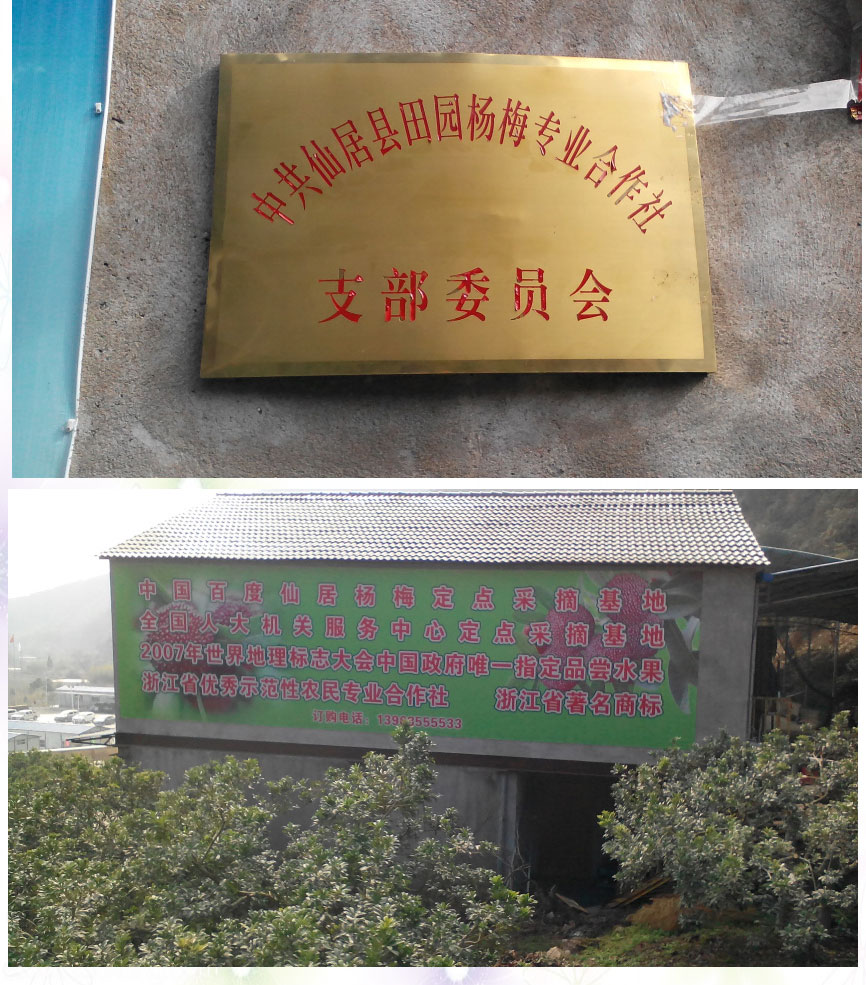 中共仙居县田园杨梅专业合作社
支部委员会
中国百度仙居杨梅定点采摘基地
全国人大机关服务中心定点采摘基地
2007年世界地理标志大会中国政府唯一指定品尝水果
浙江省优秀示范性农民专业合作社 浙江省著名商标
订购电话: